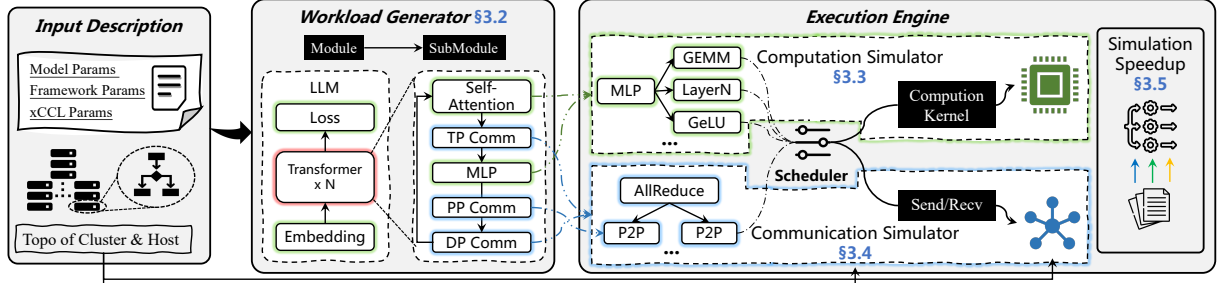 Input Description
Model Params
Framework Params
xCCL Params
Topo of Cluster & Host
Workload Generator §3.2
Module
SubModule
LLM
Loss
Transformer
x N
Embedding
Self-
Attention
TP Comm
MLP
PP Comm
DP Comm
Execution Engine
MLP
GEMM
LayerN
GeLU
...
Computation Simulator
§3.3
Compution
Kernel
Scheduler
AllReduce
P2P
P2P
...
Send/Recv
Communication Simulator
§3.4
Simulation
Speedup
§3.5